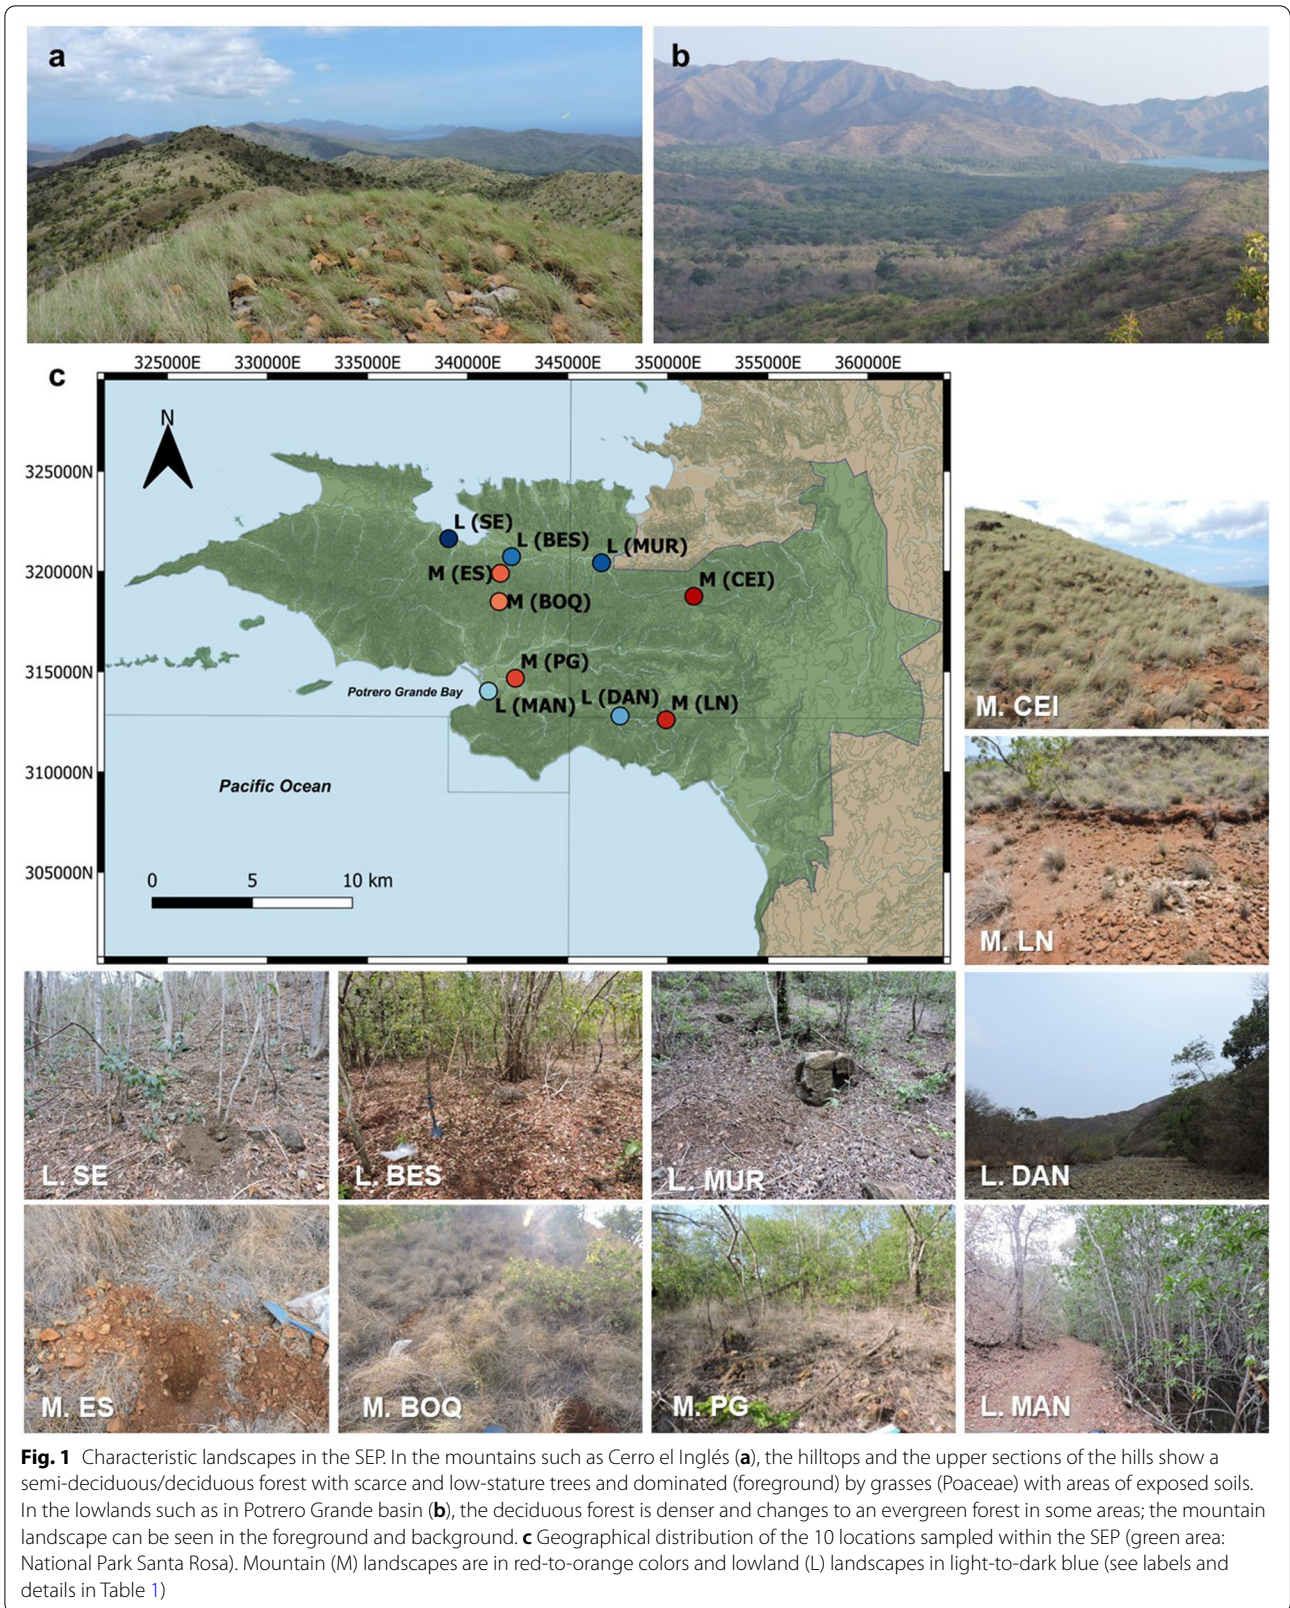 a
b
c
325000E 330000E 335000E 340000E 345000E 350000E 355000E 360000E
N
325000N
320000N
315000N
310000N
305000N
L (SE)
L (BES)
L (MUR)
M (ES)
M (CEI)
M (BOQ)
M (PG)
Potrero Grande Bay
L (MAN)
L (DAN)
M (LN)
Pacific Ocean
0 5 10 km
M. CEI
M. LN
L. SE
L. BES
L. MUR
L. DAN
M. ES
M. BOQ
M. PG
L. MAN
Fig. 1 Characteristic landscapes in the SEP. In the mountains such as Cerro el Inglés (a), the hilltops and the upper sections of the hills show a
semi-deciduous/deciduous forest with scarce and low-stature trees and dominated (foreground) by grasses (Poaceae) with areas of exposed soils.
In the lowlands such as in Potrero Grande basin (b), the deciduous forest is denser and changes to an evergreen forest in some areas; the mountain
landscape can be seen in the foreground and background. c Geographical distribution of the 10 locations sampled within the SEP (green area:
National Park Santa Rosa). Mountain (M) landscapes are in red-to-orange colors and lowland (L) landscapes in light-to-dark blue (see labels and
details in Table 1)